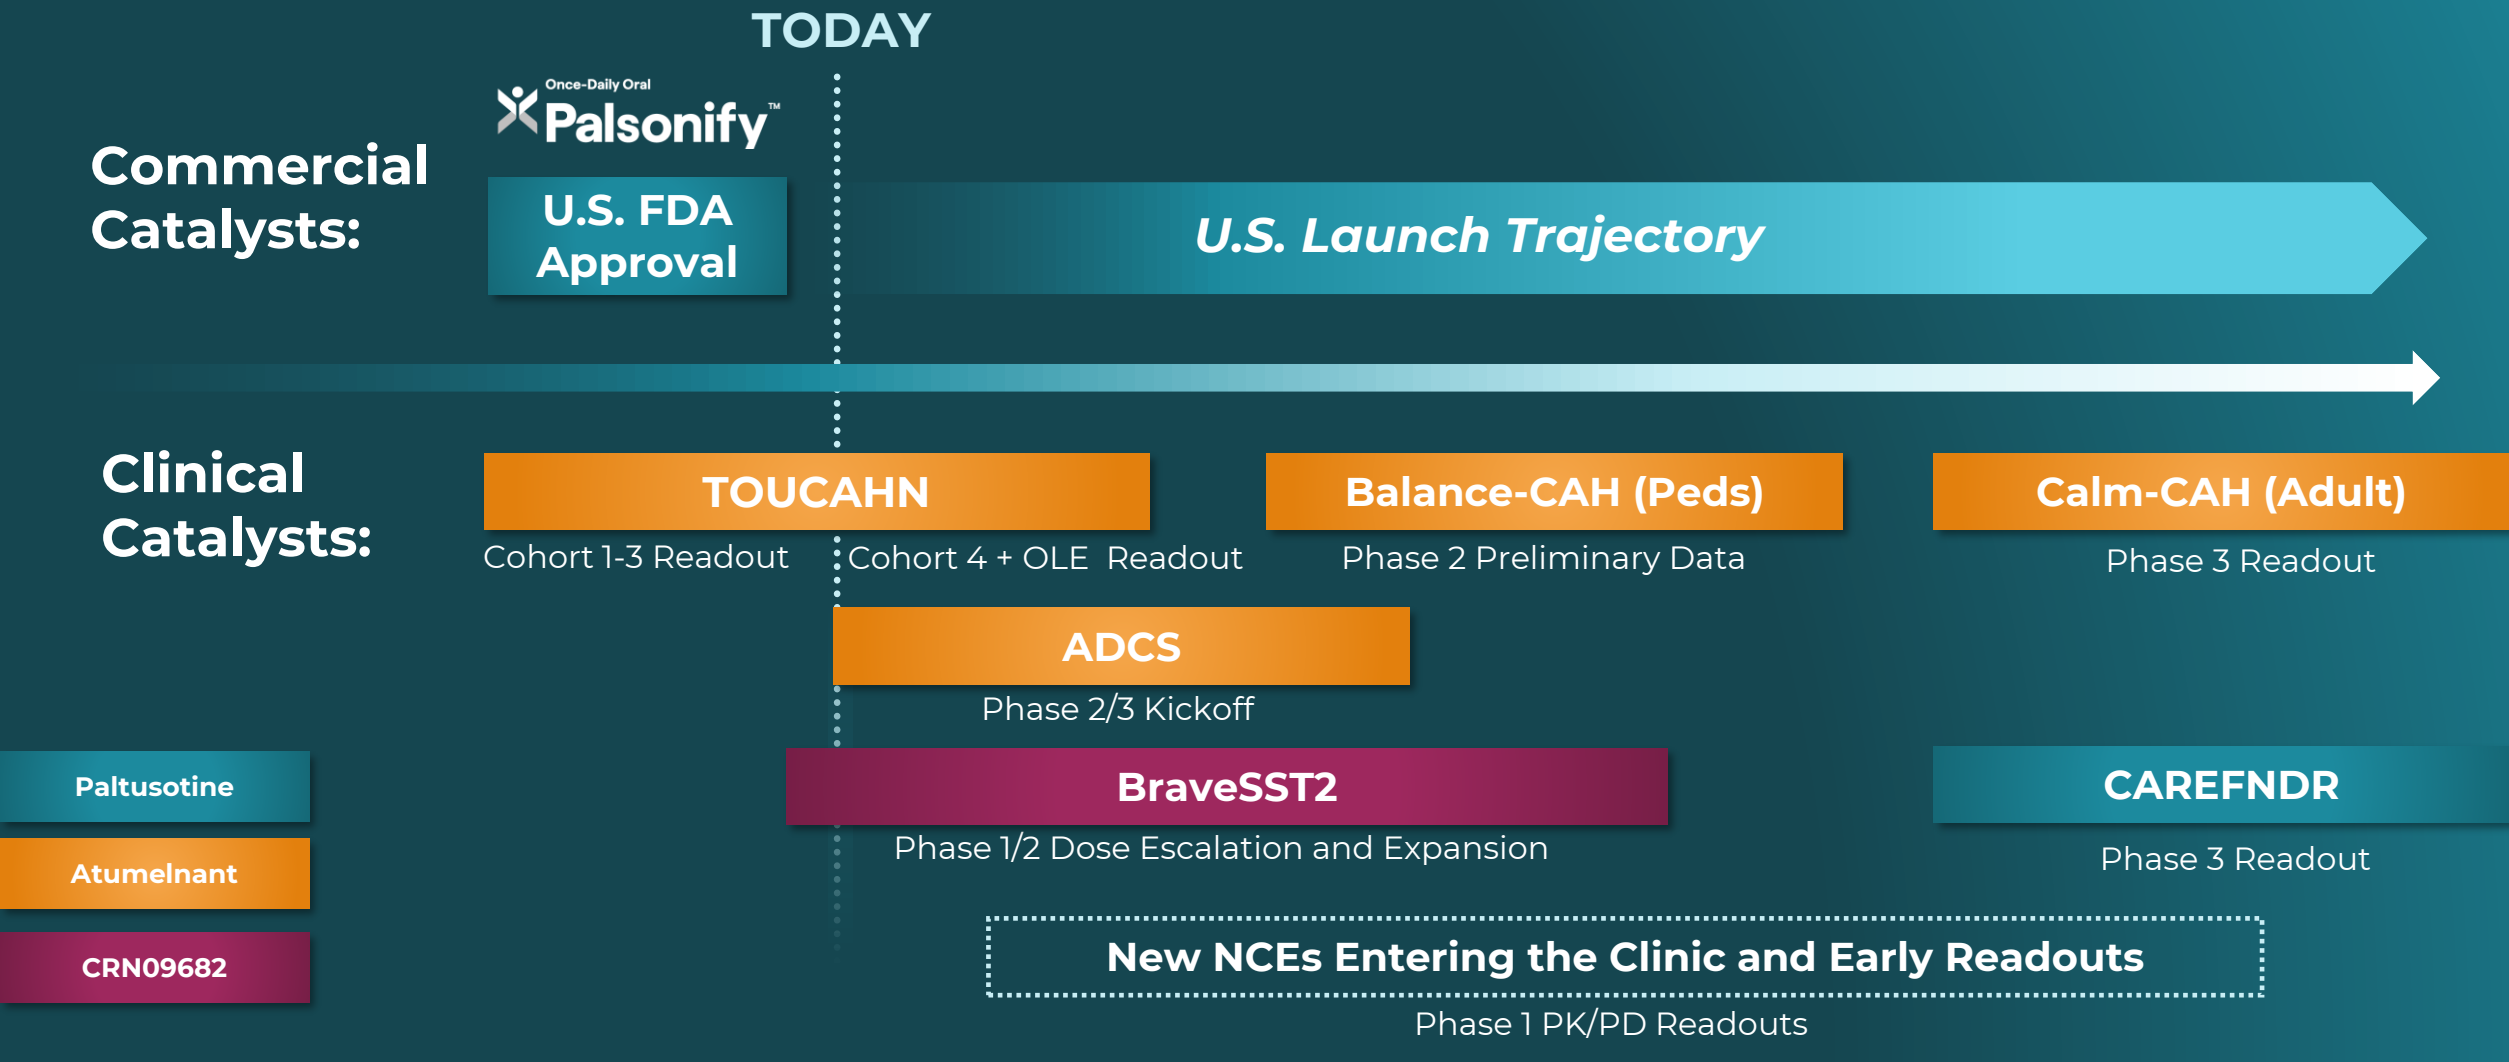 TODAY
Once-Daily Oral
Palsonify™
Commercial
Catalysts:
U.S. FDA
Approval
U.S. Launch Trajectory
Clinical
Catalysts:
TOUCAHN
Balance-CAH (Peds)
Calm-CAH (Adult)
Cohort 1-3 Readout
Cohort 4 + OLE Readout
Phase 2 Preliminary Data
Phase 3 Readout
ADCS
Phase 2/3 Kickoff
BraveSST2
CAREFNDR
Phase 1/2 Dose Escalation and Expansion
Phase 3 Readout
New NCEs Entering the Clinic and Early Readouts
Phase 1 PK/PD Readouts
Paltusotine
Atumelnant
CRN09682